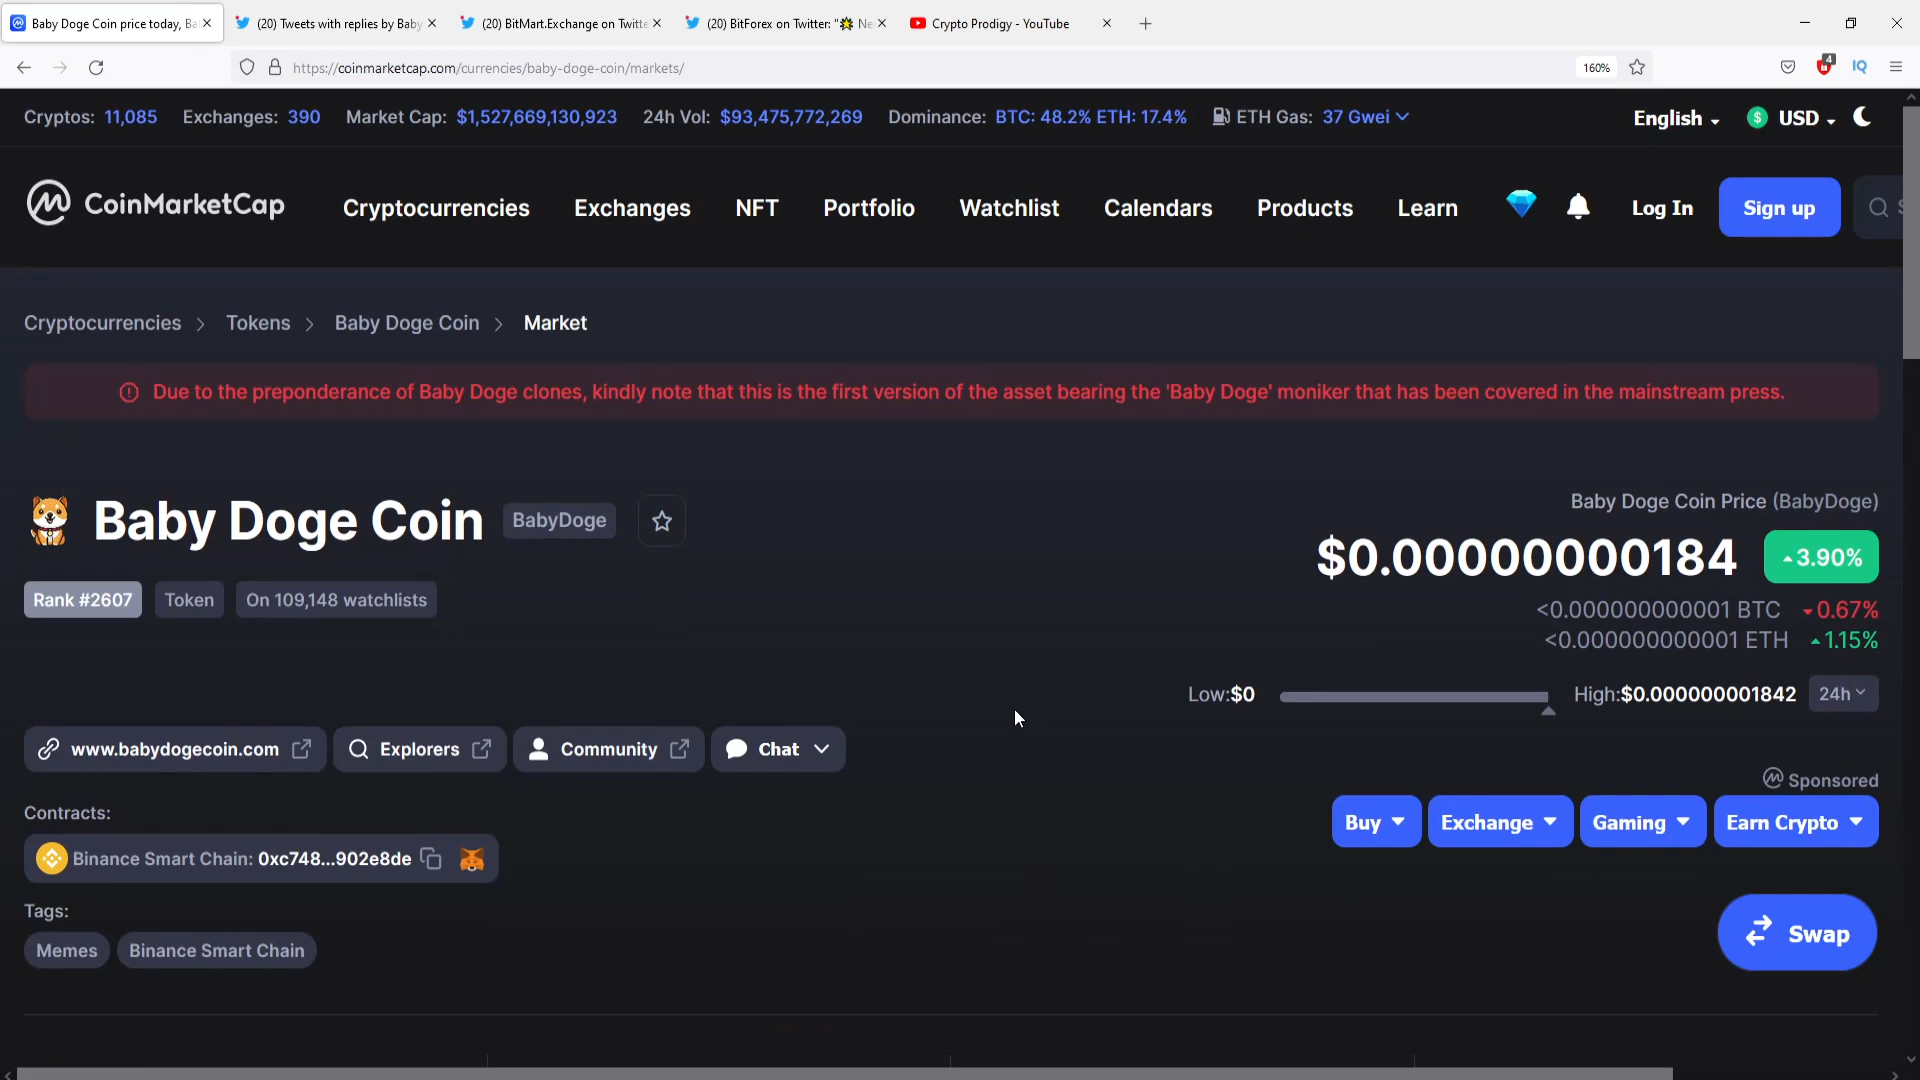 Baby Doge Coin price today, Ba
(20) Tweets with replies by Baby
(20) BitMart.Exchange on Twitte
(20) BitForex on Twitter: "🌟 Ne
Crypto Prodigy - YouTube
https://coinmarketcap.com/currencies/baby-doge-coin/markets/
160%
4
IQ
Cryptos: 11,085
Exchanges: 390
Market Cap: $1,527,669,130,923
24h Vol: $93,475,772,269
Dominance: BTC: 48.2% ETH: 17.4%
ETH Gas: 37 Gwei
English
$ USD
CoinMarketCap
Cryptocurrencies
Exchanges
NFT
Portfolio
Watchlist
Calendars
Products
Learn
Log In
Sign up
S
Cryptocurrencies > Tokens > Baby Doge Coin > Market
Due to the preponderance of Baby Doge clones, kindly note that this is the first version of the asset bearing the 'Baby Doge' moniker that has been covered in the mainstream press.
Baby Doge Coin BabyDoge
Rank #2607
Token
On 109,148 watchlists
Baby Doge Coin Price (BabyDoge)
$0.00000000184 3.90%
<0.000000000001 BTC 0.67%
<0.000000000001 ETH 1.15%
Low:$0
High:$0.000000001842
24h
www.babydogecoin.com
Explorers
Community
Chat
Sponsored
Buy
Exchange
Gaming
Earn Crypto
Contracts:
Binance Smart Chain: 0xc748...902e8de
Tags:
Memes
Binance Smart Chain
Swap